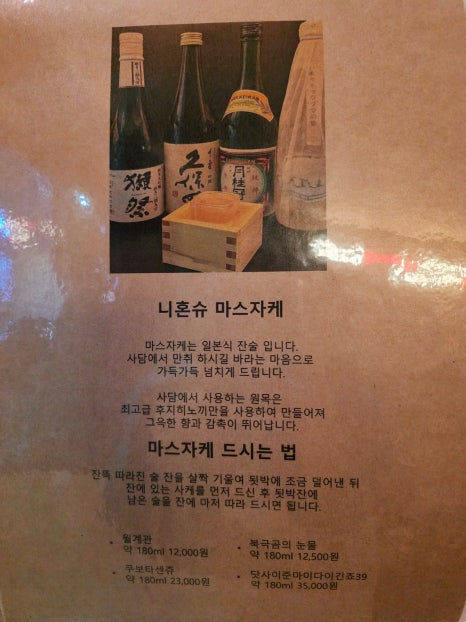 獺祭
久保田
月桂冠
니혼슈 마스자케
마스자케는 일본식 잔술 입니다.
사담에서 만취 하시길 바라는 마음으로
가득가득 넘치게 드립니다.
사담에서 사용하는 원목은
최고급 후지히노끼만을 사용하여 만들어져
그윽한 향과 감촉이 뛰어납니다.
마스자케 드시는 법
잔뜩 따라진 술 잔을 살짝 기울여 됫박에 조금 덜어낸 뒤
잔에 있는 사케를 먼저 드신 후 됫박잔에
남은 술을 잔에 마저 따라 드시면 됩니다.
• 월계관
약 180ml 12,000원
• 쿠보타센쥬
약 180ml 23,000원
• 북극곰의 눈물
약 180ml 12,500원
• 닷사이준마이다이긴죠39
약 180ml 35,000원